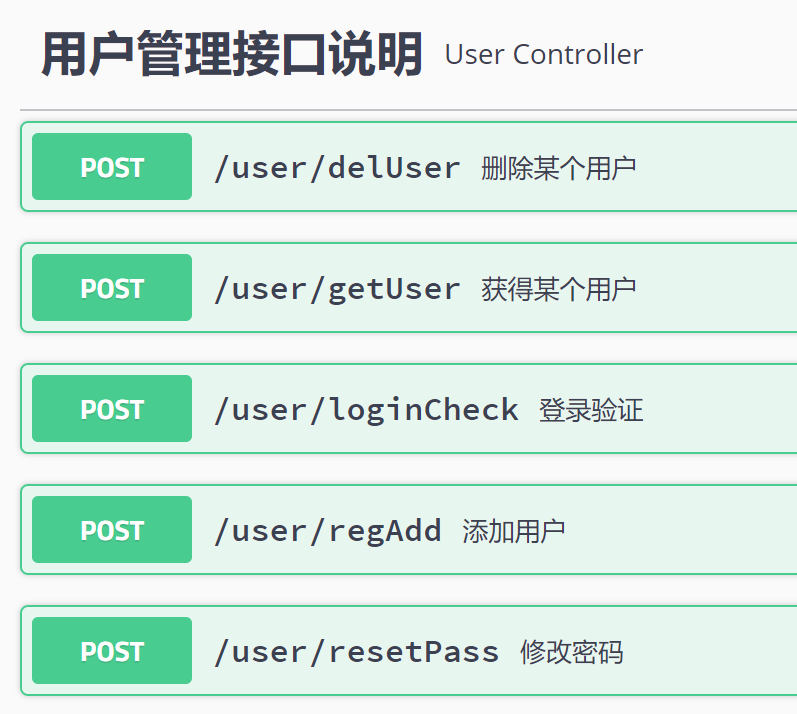 用户管理接口说明 User Controller
POST /user/delUser 删除某个用户
POST /user/getUser 获得某个用户
POST /user/loginCheck 登录验证
POST /user/regAdd 添加用户
POST /user/resetPass 修改密码